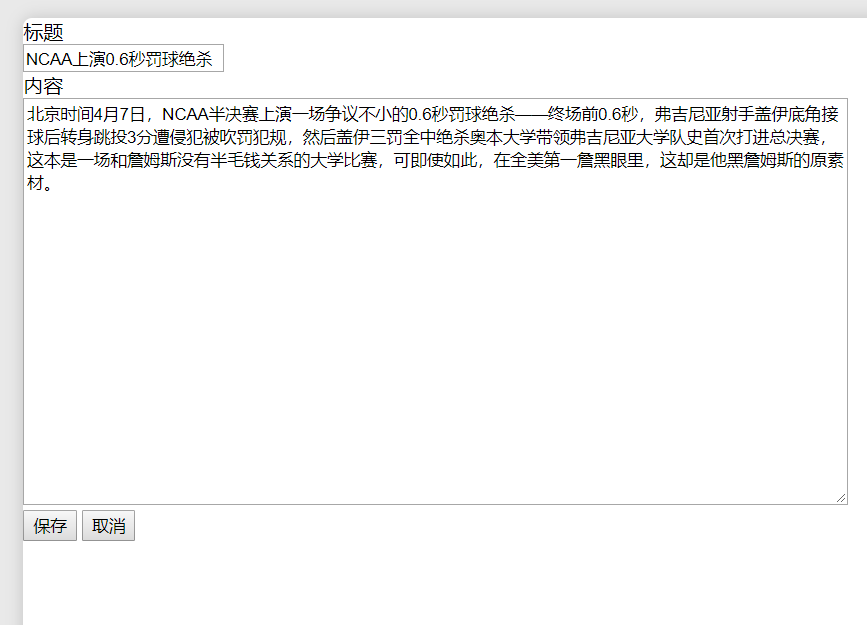 标题
NCAA上演0.6秒罚球绝杀
内容
北京时间4月7日，NCAA半决赛上演一场争议不小的0.6秒罚球绝杀——终场前0.6秒，弗吉尼亚射手盖伊底角接
球后转身跳投3分遭侵犯被吹罚犯规，然后盖伊三罚全中绝杀奥本大学带领弗吉尼亚大学队史首次打进总决赛，
这本是一场和詹姆斯没有半毛钱关系的大学比赛，可即使如此，在全美第一詹黑眼里，这却是他黑詹姆斯的原素
材。
保存 取消